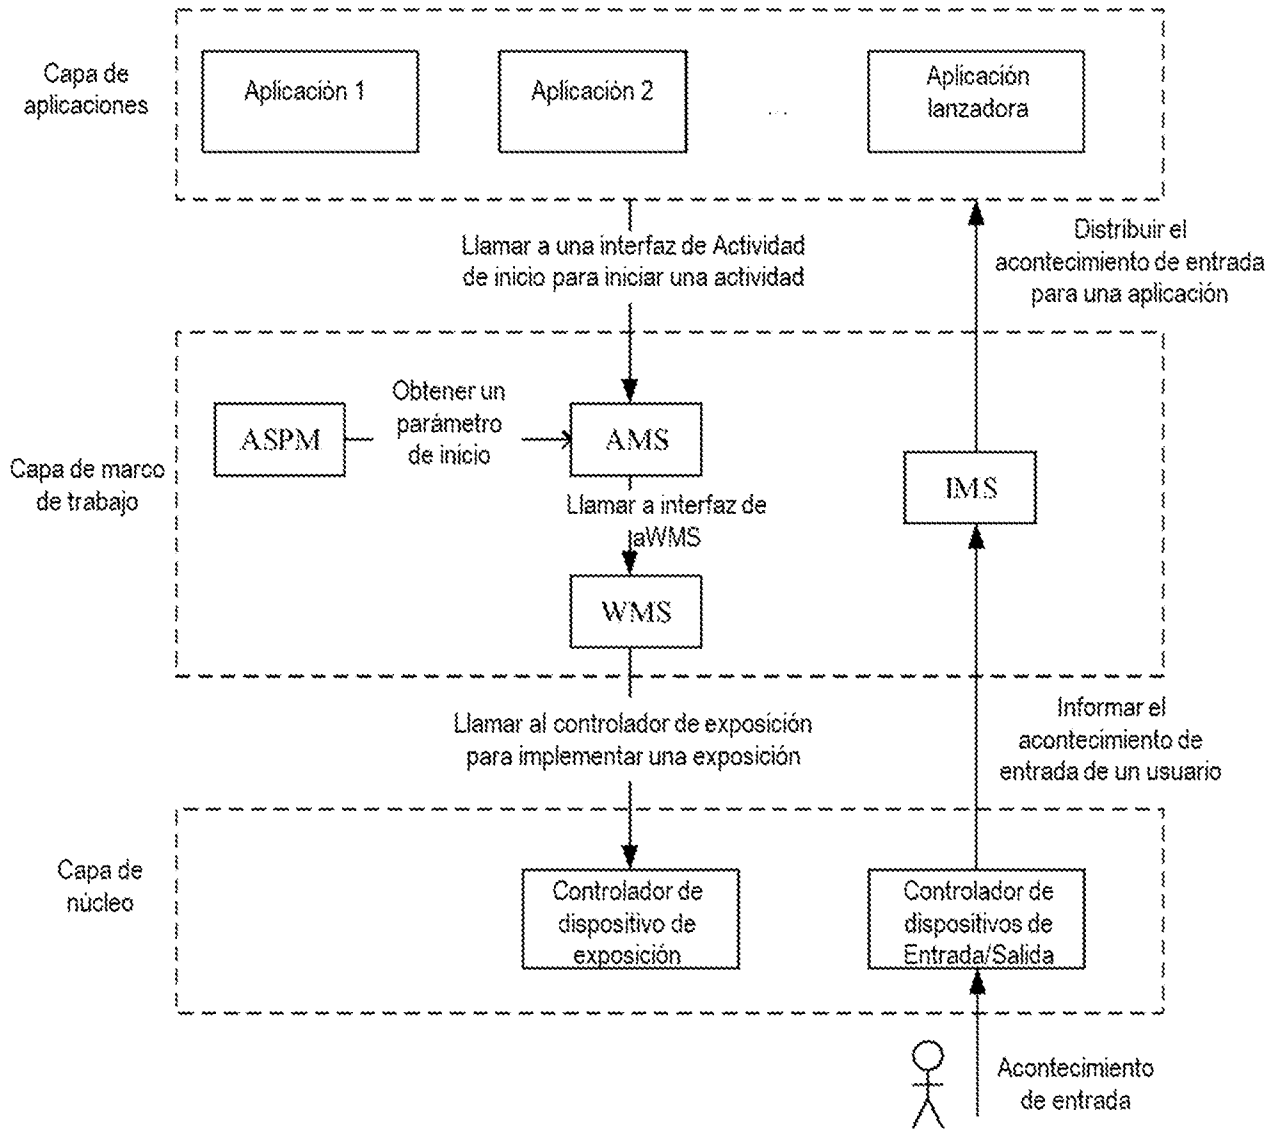 Capa de
aplicaciones
Aplicación 1
Aplicación 2
...
Aplicación
lanzadora
Llamar a una interfaz de Actividad
de inicio para iniciar una actividad
Distribuir el
acontecimiento de entrada
para una aplicación
Capa de marco
de trabajo
ASPM
Obtener un
parámetro
de inicio
AMS
Llamar a interfaz de
laWMS
WMS
IMS
Llamar al controlador de exposición
para implementar una exposición
Informar el
acontecimiento de
entrada de un usuario
Capa de
núcleo
Controlador de
dispositivo de
exposición
Controlador de
dispositivos de
Entrada/Salida
Acontecimiento
de entrada